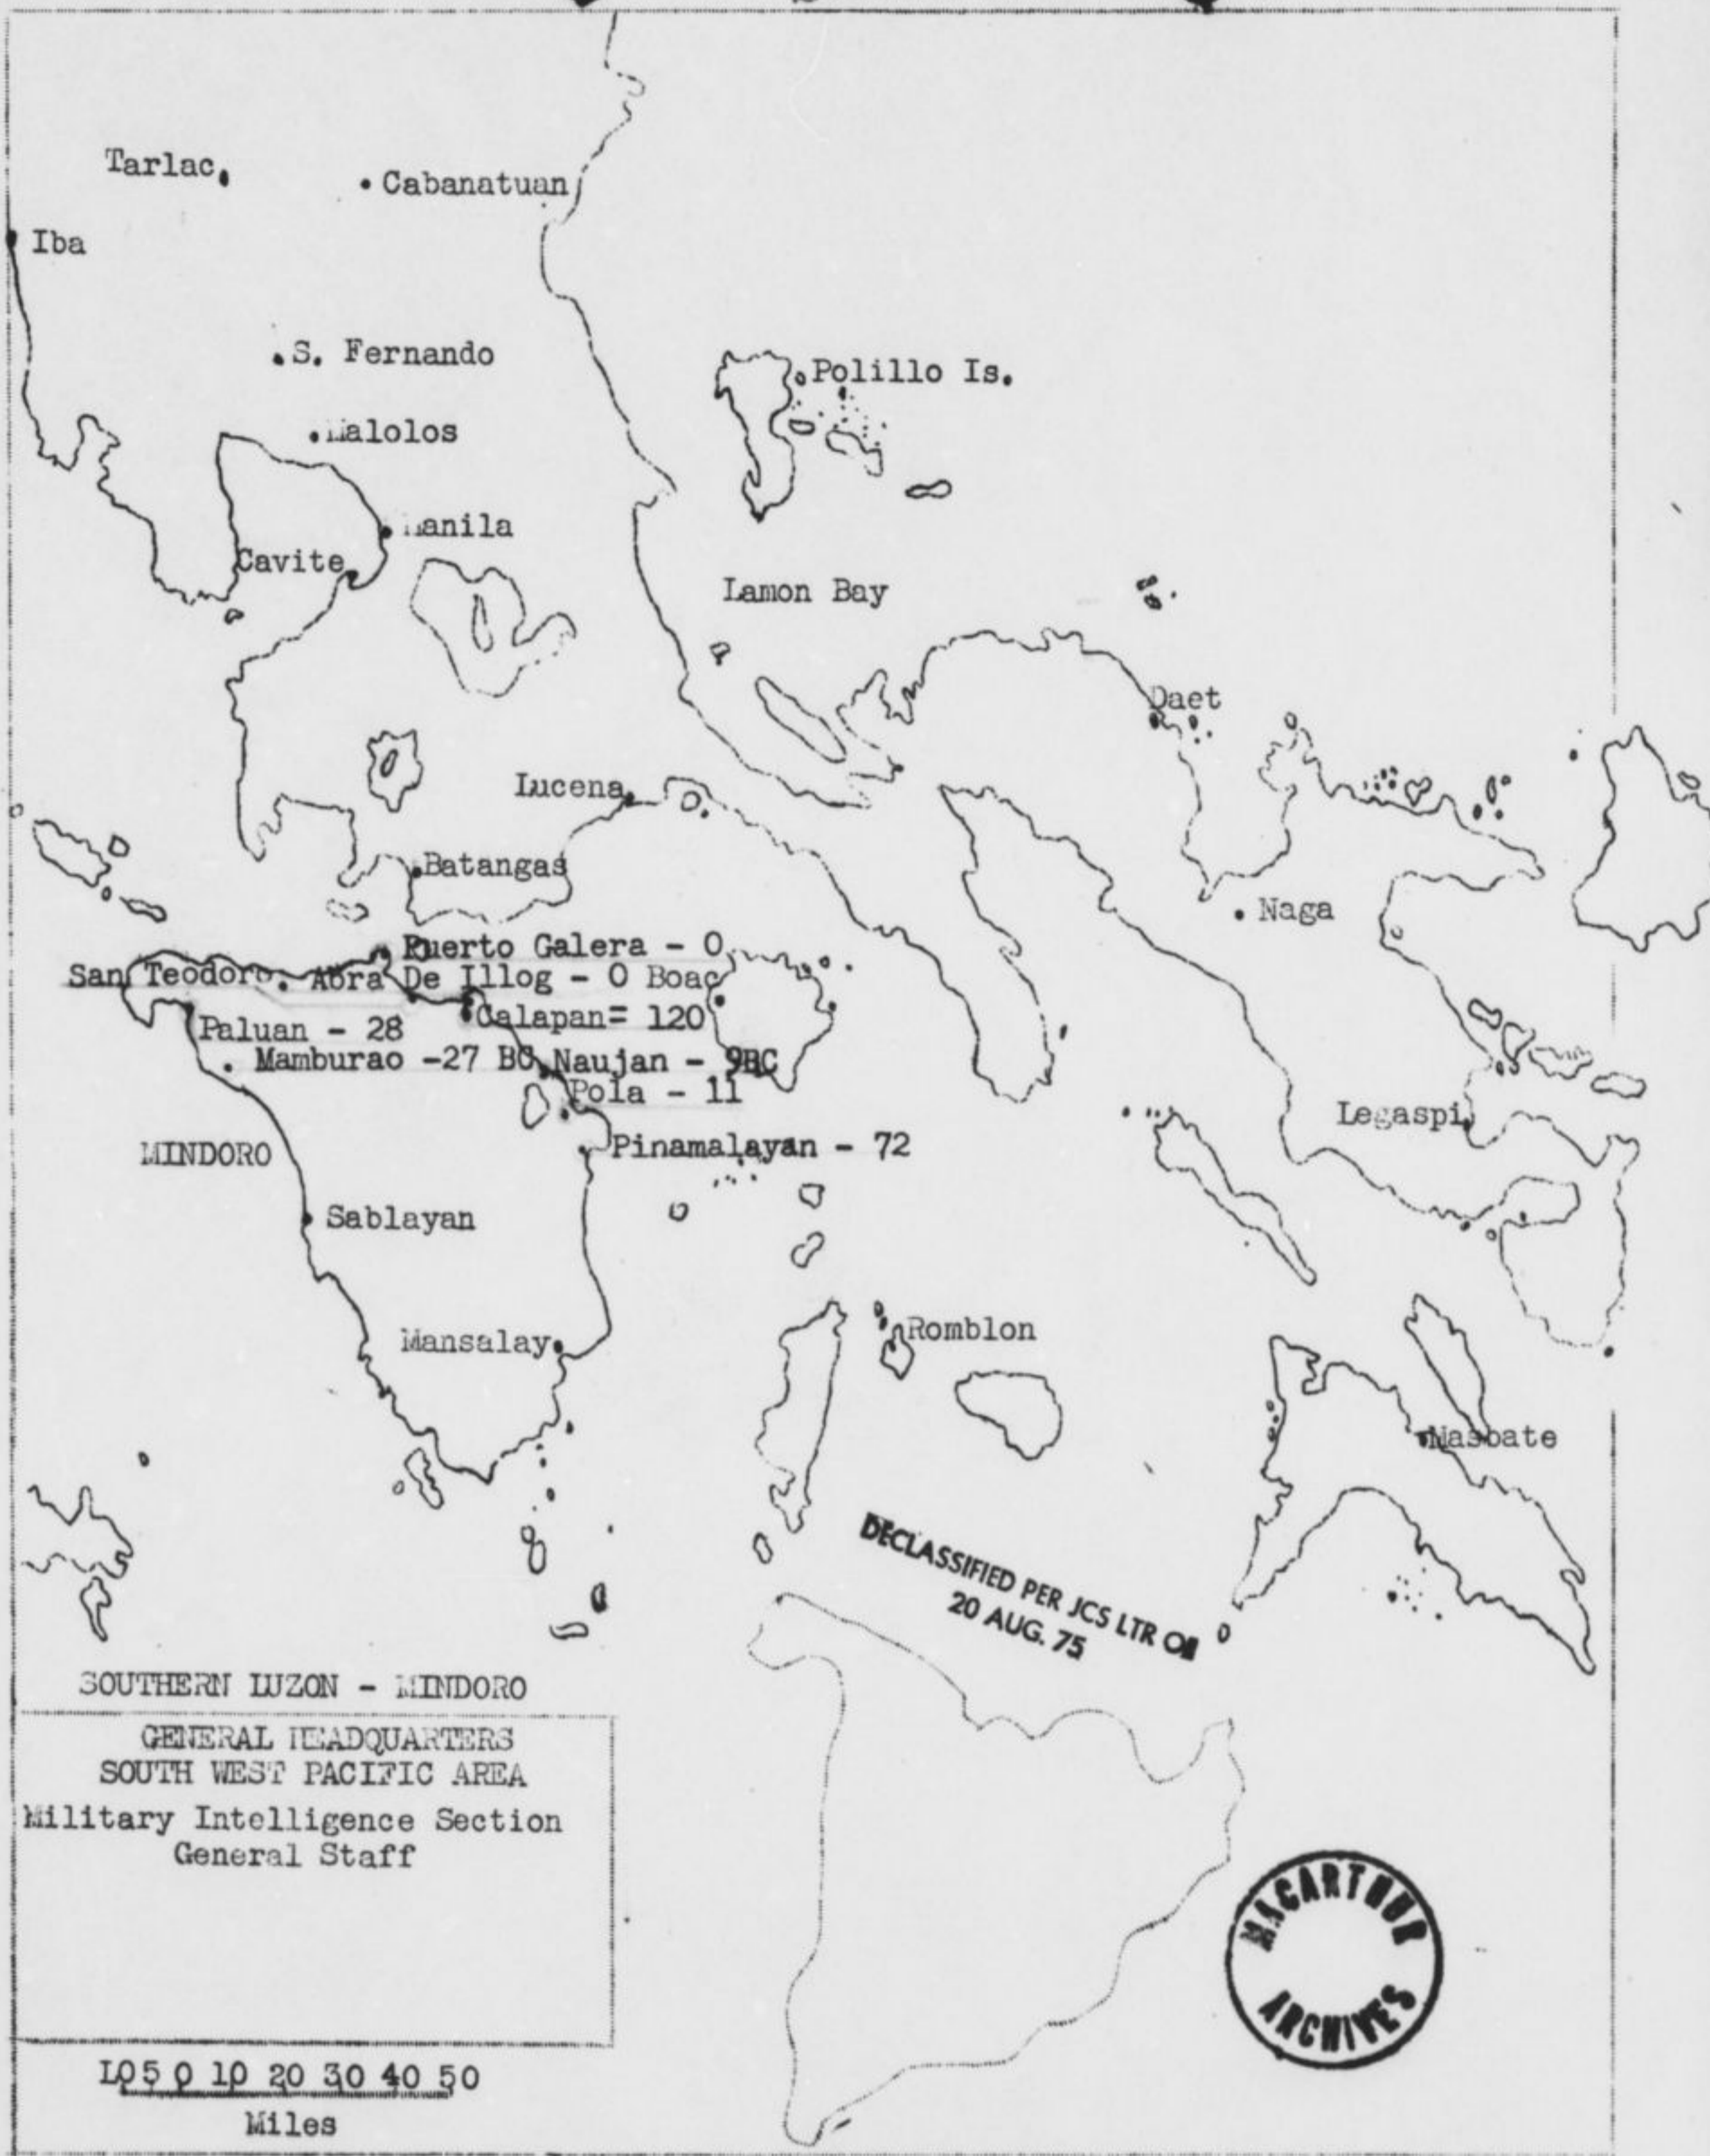 Tarlac
Cabanatuan
Iba
S. Fernando
Polillo Is.
Malolos
Manila
Cavite
Lamon Bay
Daet
Lucena
Batangas
Naga
Puerto Galera - 0
San Teodoro
Abra De Illog - 0
Boac
Calapan= 120
Paluan - 28
Mamburao -27 BC
Naujan - 9BC
Pola - 11
Legaspi
MINDORO
Pinamalayan - 72
Sablayan
Romblon
Mansalay
Masbate
DECLASSIFIED PER JCS LTR OF
20 AUG. 75
SOUTHERN LUZON - MINDORO
GENERAL HEADQUARTERS
SOUTH WEST PACIFIC AREA
Military Intelligence Section
General Staff
MACARTHUR
ARCHIVES
10 5 0 10 20 30 40 50
Miles